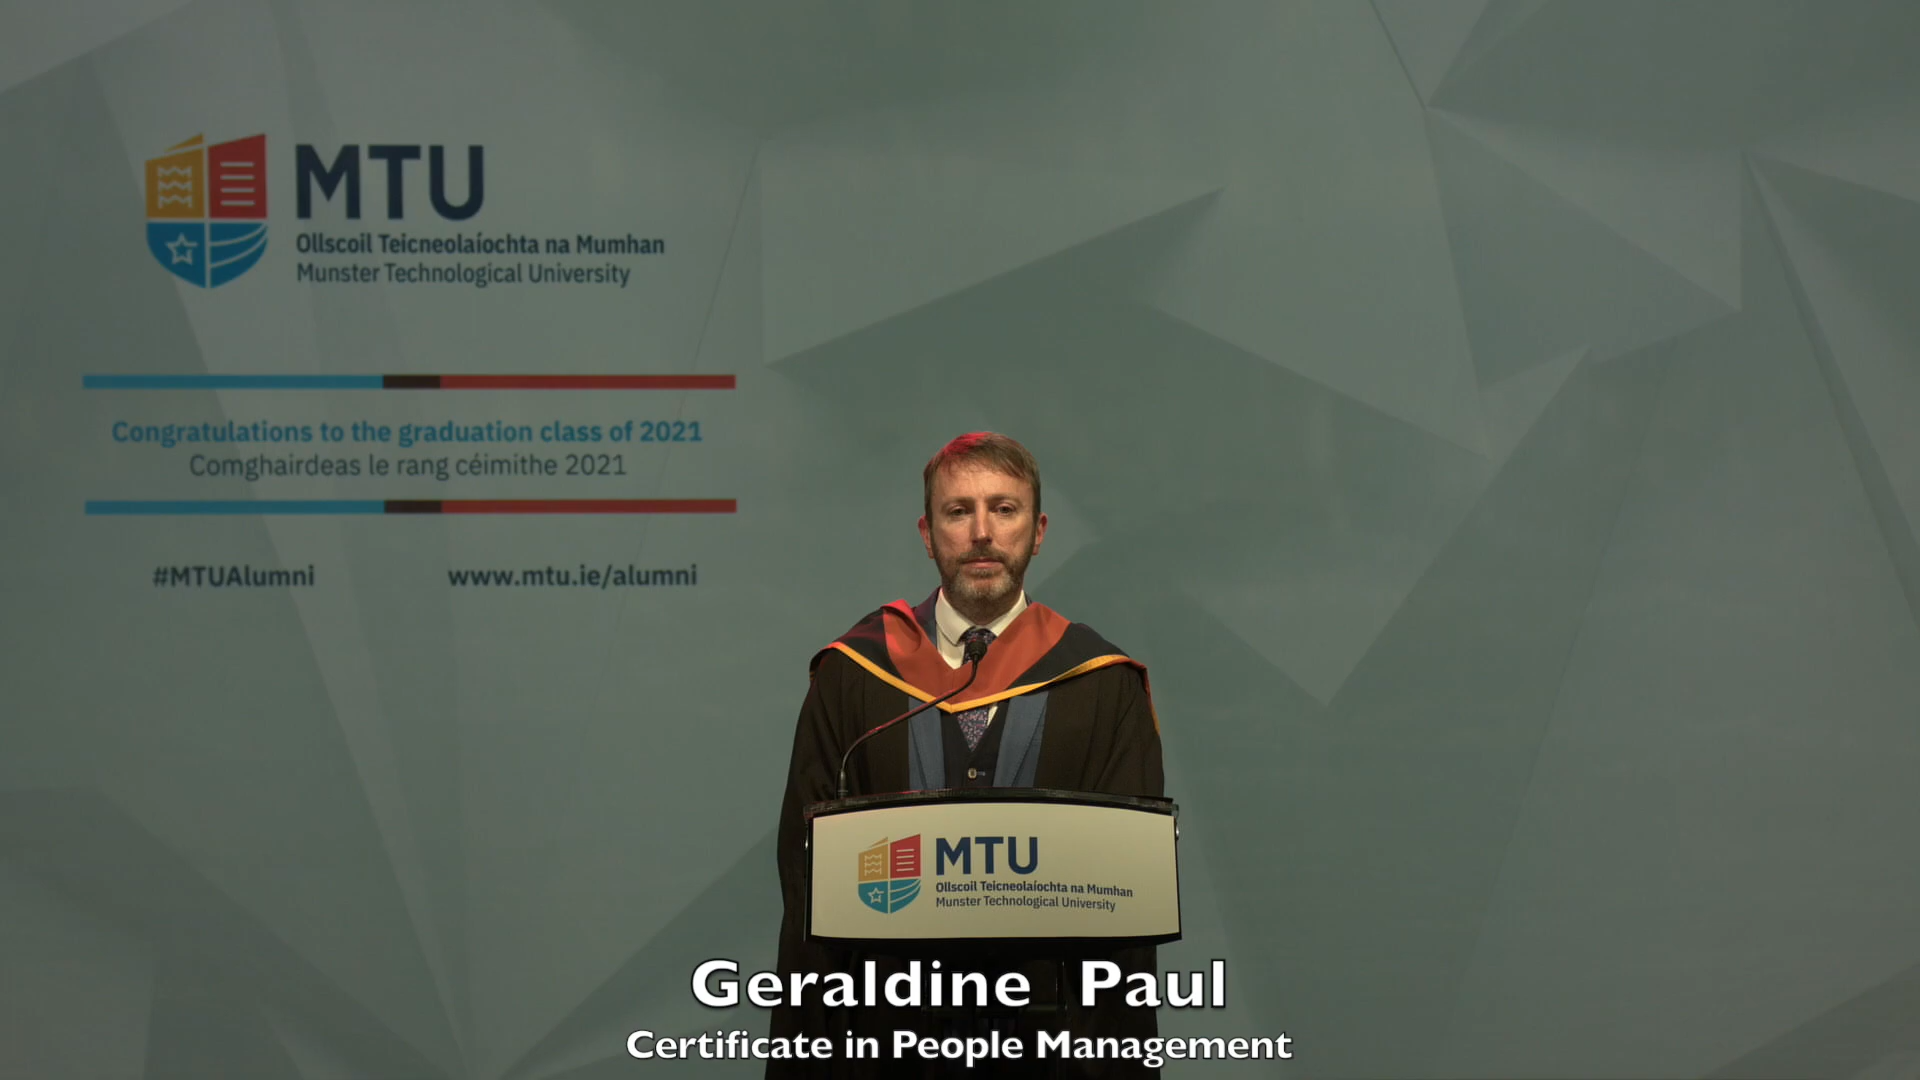 MTU
Ollscoil Teicneolaíochta na Mumhan
Munster Technological University
Congratulations to the graduation class of 2021
Comghairdeas le rang céimithe 2021
#MTUAlumni
www.mtu.ie/alumni
MTU
Ollscoil Teicneolaíochta na Mumhan
Munster Technological University
Geraldine Paul
Certificate in People Management